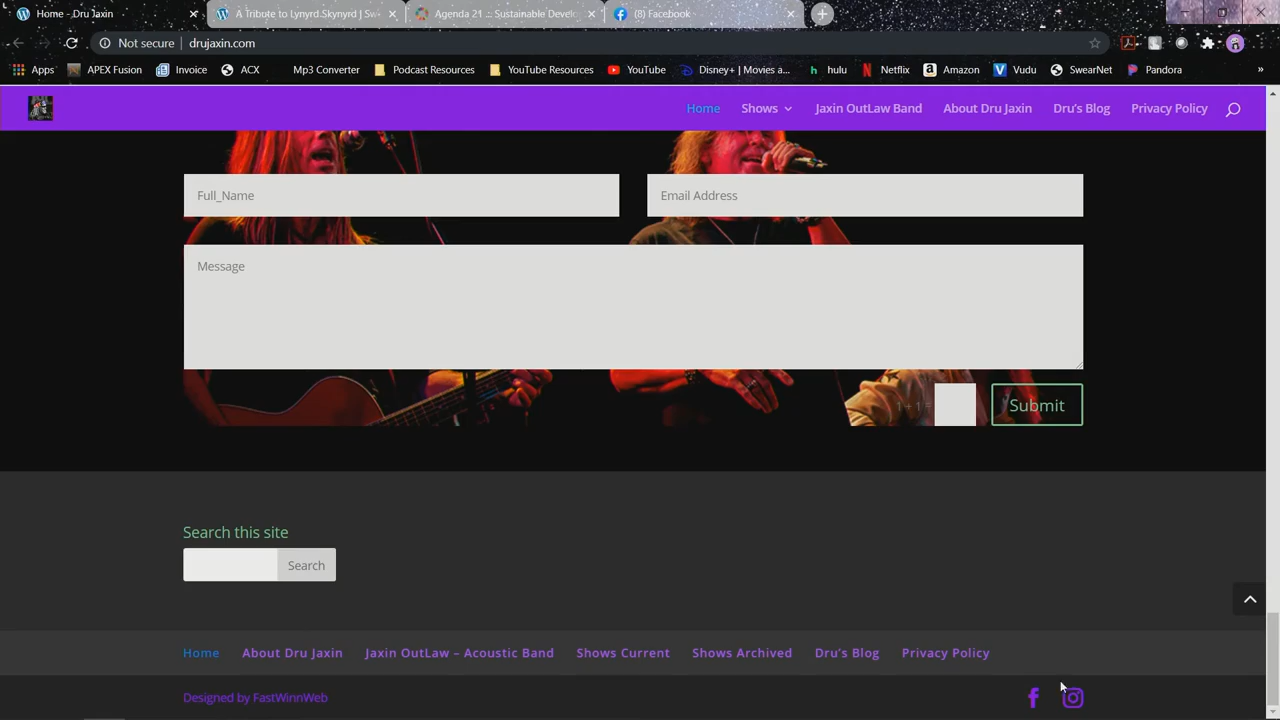 Home - Dru Jaxin
A Tribute to Lynyrd Skynyrd | Sw
Agenda 21 .:. Sustainable Develo
(8) Facebook
Not secure
drujaxin.com
Apps
APEX Fusion
Invoice
ACX
Mp3 Converter
Podcast Resources
YouTube Resources
YouTube
Disney+ | Movies a...
hulu
Netflix
Amazon
Vudu
SwearNet
Pandora
»
Home
Shows
Jaxin OutLaw Band
About Dru Jaxin
Dru's Blog
Privacy Policy
Full_Name
Email Address
Message
1 + 1 =
Submit
Search this site
Search
Home
About Dru Jaxin
Jaxin OutLaw – Acoustic Band
Shows Current
Shows Archived
Dru's Blog
Privacy Policy
Designed by FastWinnWeb